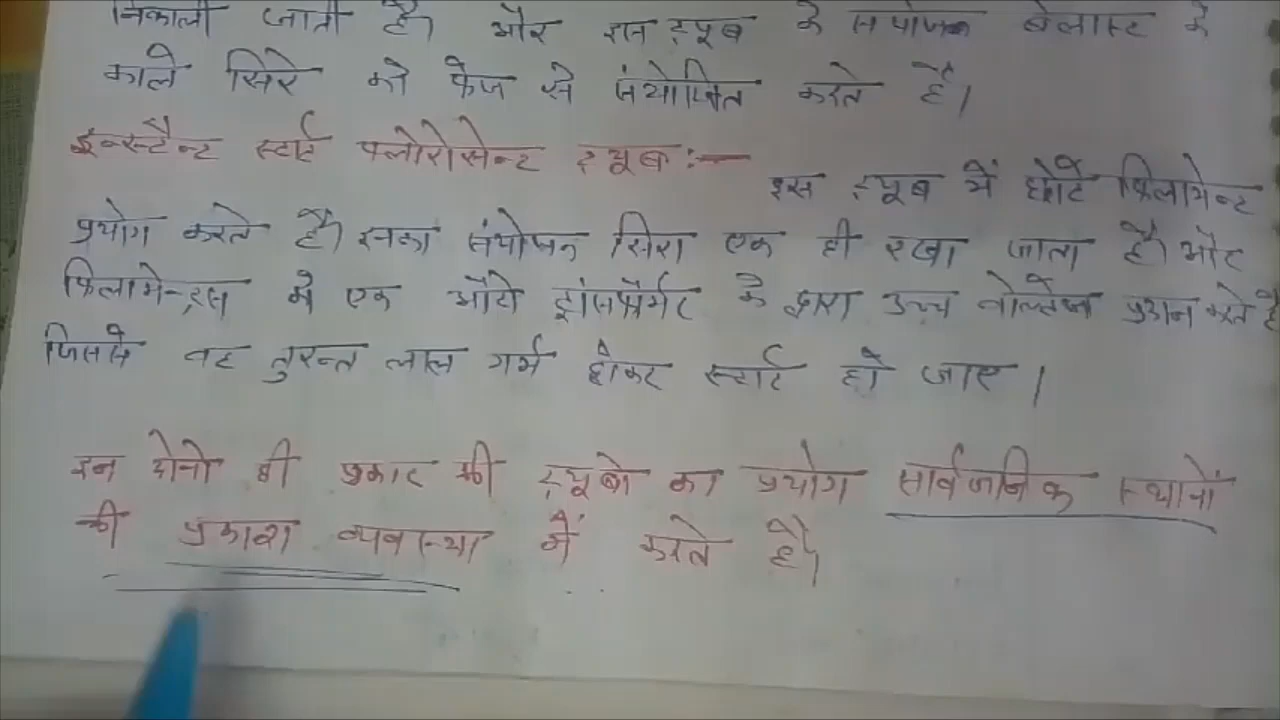 निकाली जाती है। और इस ट्यूब के संयोजक बेलास्ट के
काले सिरे को फेज से संयोजित करते है।
इन्स्टैन्ट स्टार्ट फ्लोरोसेन्ट ट्यूब :—
इस ट्यूब में छोटे फिलामेन्ट
प्रयोग करते है। इनका संयोजन सिरा एक ही रखा जाता है। और
फिलामेन्ट्स मे एक ऑटो ट्रांसफॉर्मर के द्वारा उच्च वोल्टेज प्रदान करते है
जिससे वह तुरन्त लाल गर्म होकर स्टार्ट हो जाए।
इन दोनो ही प्रकार की ट्यूबो का प्रयोग सार्वजनिक स्थानों
की प्रकाश व्यवस्था में करते है।